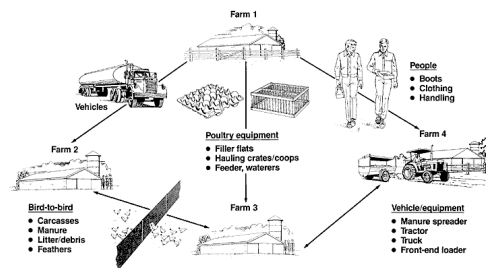 Farm 1
People
• Boots
• Clothing
• Handling
Vehicles
Poultry equipment
• Filler flats
• Hauling crates/coops
• Feeder, waterers
Farm 2
Farm 4
Bird-to-bird
• Carcasses
• Manure
• Litter/debris
• Feathers
Farm 3
Vehicle/equipment
• Manure spreader
• Tractor
• Truck
• Front-end loader